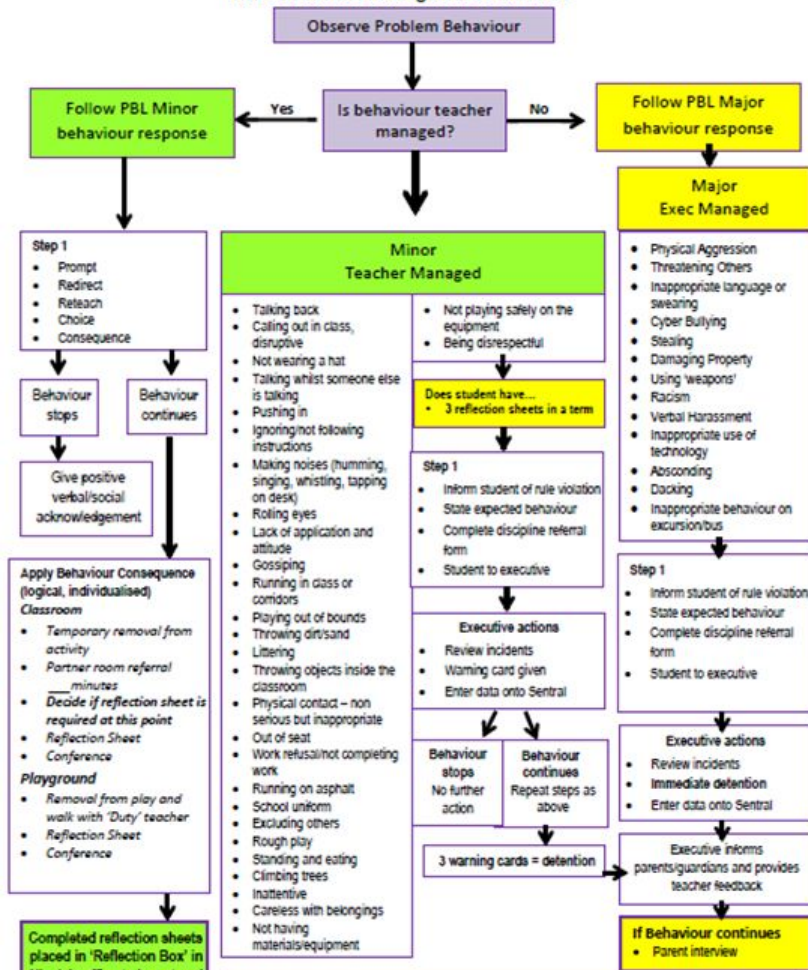 Observe Problem Behaviour
Follow PBL Minor
behaviour response
Yes
Is behaviour teacher
managed?
No
Follow PBL Major
behaviour response
Step 1
• Prompt
• Redirect
• Reteach
• Choice
• Consequence
Behaviour
stops
Behaviour
continues
Give positive
verbal/social
acknowledgement
Apply Behaviour Consequence
(logical, individualised)
Classroom
• Temporary removal from
activity
• Partner room referral
___minutes
• Decide if reflection sheet is
required at this point
• Reflection Sheet
• Conference
Playground
• Removal from play and
walk with 'Duty' teacher
• Reflection Sheet
• Conference
Completed reflection sheets
placed in 'Reflection Box' in
Minor
Teacher Managed
• Talking back
• Calling out in class,
disruptive
• Not wearing a hat
• Talking whilst someone else
is talking
• Pushing in
• Ignoring/not following
instructions
• Making noises (humming,
singing, whistling, tapping
on desk)
• Rolling eyes
• Lack of application and
attitude
• Gossiping
• Running in class or
corridors
• Playing out of bounds
• Throwing dirt/sand
• Littering
• Throwing objects inside the
classroom
• Physical contact – non
serious but inappropriate
• Out of seat
• Work refusal/not completing
work
• Running on asphalt
• School uniform
• Excluding others
• Rough play
• Standing and eating
• Climbing trees
• Inattentive
• Careless with belongings
• Not having
materials/equipment
• Not playing safely on the
equipment
• Being disrespectful
Does student have...
• 3 reflection sheets in a term
Step 1
• Inform student of rule violation
• State expected behaviour
• Complete discipline referral
form
• Student to executive
Executive actions
• Review incidents
• Warning card given
• Enter data onto Sentral
Behaviour
stops
No further
action
Behaviour
continues
Repeat steps as
above
3 warning cards = detention
Major
Exec Managed
• Physical Aggression
• Threatening Others
• Inappropriate language or
swearing
• Cyber Bullying
• Stealing
• Damaging Property
• Using 'weapons'
• Racism
• Verbal Harassment
• Inappropriate use of
technology
• Absconding
• Dacking
• Inappropriate behaviour on
excursion/bus
Step 1
• Inform student of rule violation
• State expected behaviour
• Complete discipline referral
form
• Student to executive
Executive actions
• Review incidents
• Immediate detention
• Enter data onto Sentral
Executive informs
parents/guardians and provides
teacher feedback
If Behaviour continues
• Parent interview